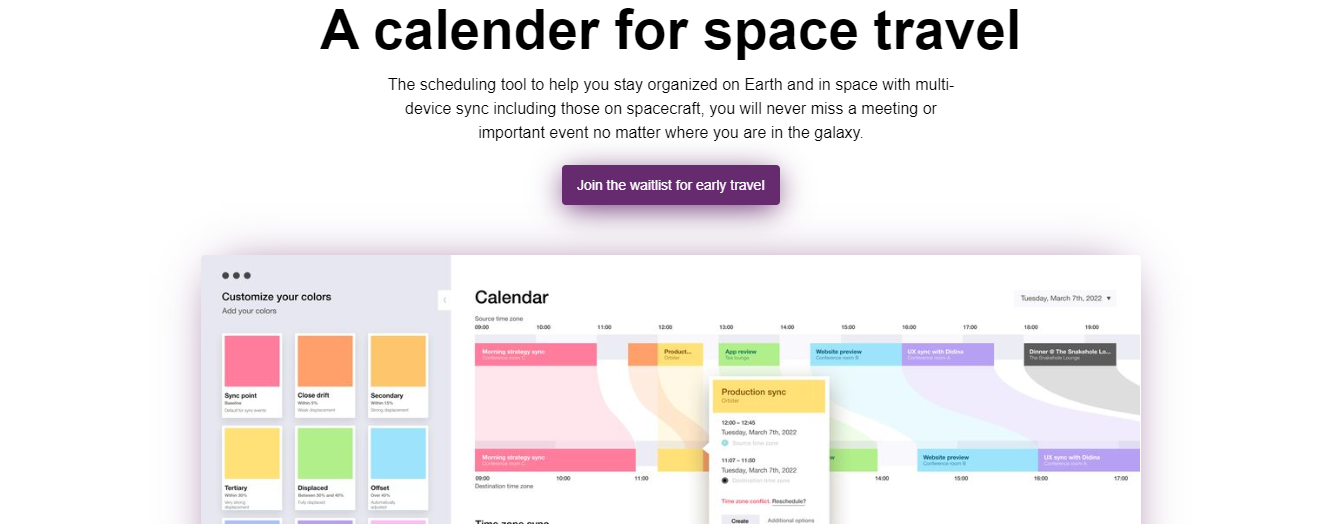 A calender for space travel
The scheduling tool to help you stay organized on Earth and in space with multi-
device sync including those on spacecraft, you will never miss a meeting or
important event no matter where you are in the galaxy.
Join the waitlist for early travel
Customize your colors
Add your colors
Sync point
Baseline
Default for sync events
Close drift
Within 5%
Weak displacement
Secondary
Within 15%
Strong displacement
Tertiary
Within 30%
Very strong
displacement
Displaced
Between 30% and 40%
Fully displaced
Offset
Over 40%
Automatically
adjusted
Calendar
Tuesday, March 7th, 2022
Source time zone
09:00 10:00 11:00 12:00 13:00 14:00 15:00 16:00 17:00 18:00 19:00
Morning strategy sync
Conference room C
Product...
Orbiter
App review
Tea lounge
Website preview
Conference room B
UX sync with Didina
Conference room A
Dinner @ The Snakehole Lo...
The Snakehole Lounge
Production sync
Orbiter
12:00 – 12:45
Tuesday, March 7th, 2022
Source time zone
11:07 – 11:50
Tuesday, March 7th, 2022
Destination time zone
Time zone conflict. Reschedule?
Create Additional options
Morning strategy sync
Conference room C
Website preview
Conference room B
UX sync with Didina
Conference room A
09:00 10:00 11:00 14:00 15:00 16:00 17:00
Destination time zone
Time zone sync